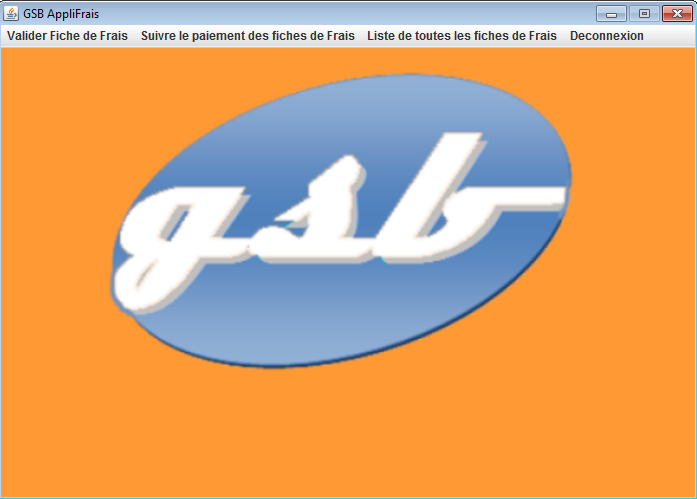 GSB AppliFrais
Valider Fiche de Frais Suivre le paiement des fiches de Frais Liste de toutes les fiches de Frais Deconnexion
gsb